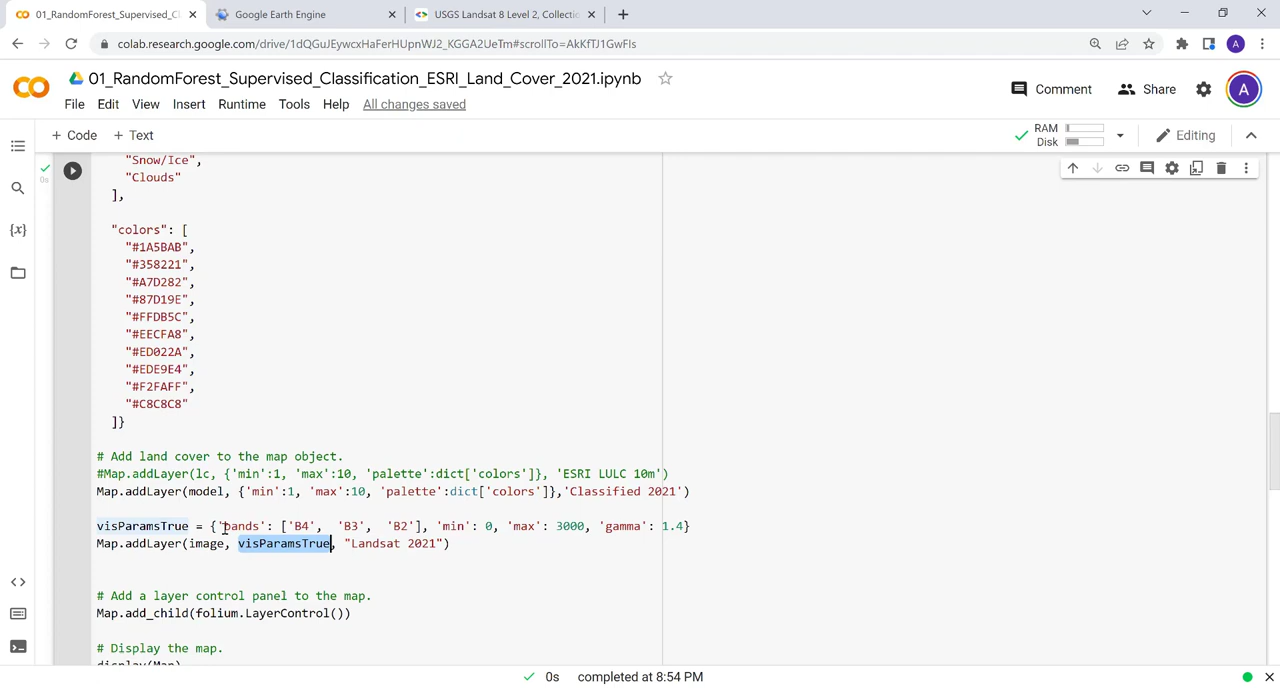 01_RandomForest_Supervised_Cl
Google Earth Engine
USGS Landsat 8 Level 2, Collectio
colab.research.google.com/drive/1dQGuJEywcxHaFerHUpnWJ2_KGGA2UeTm#scrollTo=AkKfTJ1GwFIs
A
01_RandomForest_Supervised_Classification_ESRI_Land_Cover_2021.ipynb
Comment
Share
A
File Edit View Insert Runtime Tools Help All changes saved
+ Code + Text
RAM
Disk
Editing
"Snow/Ice",
"Clouds"
],
"colors": [
"#1A5BAB",
"#358221",
"#A7D282",
"#87D19E",
"#FFDB5C",
"#EECFA8",
"#ED022A",
"#EDE9E4",
"#F2FAFF",
"#C8C8C8"
]}
# Add land cover to the map object.
#Map.addLayer(lc, {'min':1, 'max':10, 'palette':dict['colors']}, 'ESRI LULC 10m')
Map.addLayer(model, {'min':1, 'max':10, 'palette':dict['colors']},'Classified 2021')
visParamsTrue = {'bands': ['B4', 'B3', 'B2'], 'min': 0, 'max': 3000, 'gamma': 1.4}
Map.addLayer(image, visParamsTrue, "Landsat 2021")
# Add a layer control panel to the map.
Map.add_child(folium.LayerControl())
# Display the map.
display(Map)
0s
{x}
0s completed at 8:54 PM